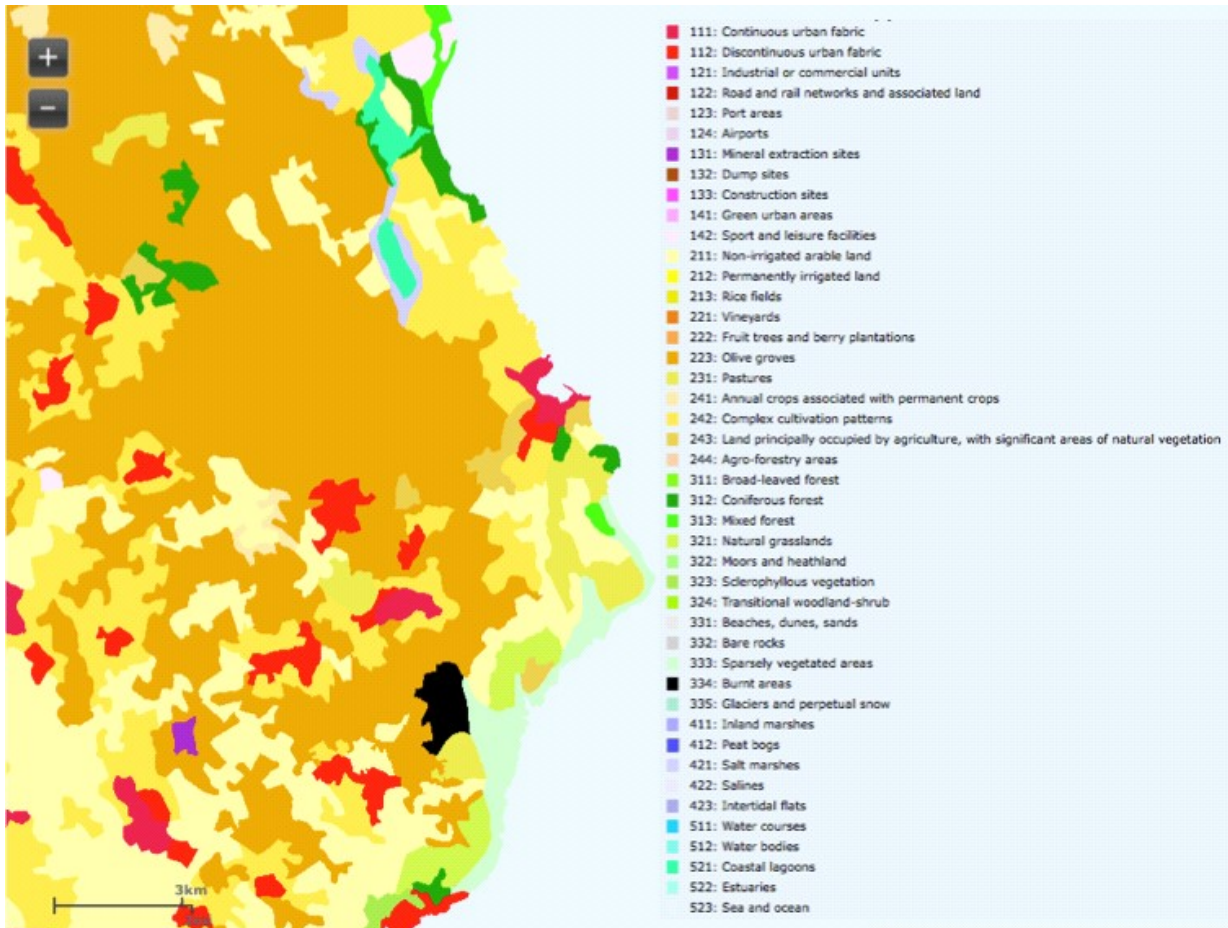 +
−
111: Continuous urban fabric
112: Discontinuous urban fabric
121: Industrial or commercial units
122: Road and rail networks and associated land
123: Port areas
124: Airports
131: Mineral extraction sites
132: Dump sites
133: Construction sites
141: Green urban areas
142: Sport and leisure facilities
211: Non-irrigated arable land
212: Permanently irrigated land
213: Rice fields
221: Vineyards
222: Fruit trees and berry plantations
223: Olive groves
231: Pastures
241: Annual crops associated with permanent crops
242: Complex cultivation patterns
243: Land principally occupied by agriculture, with significant areas of natural vegetation
244: Agro-forestry areas
311: Broad-leaved forest
312: Coniferous forest
313: Mixed forest
321: Natural grasslands
322: Moors and heathland
323: Sclerophyllous vegetation
324: Transitional woodland-shrub
331: Beaches, dunes, sands
332: Bare rocks
333: Sparsely vegetated areas
334: Burnt areas
335: Glaciers and perpetual snow
411: Inland marshes
412: Peat bogs
421: Salt marshes
422: Salines
423: Intertidal flats
511: Water courses
512: Water bodies
521: Coastal lagoons
522: Estuaries
523: Sea and ocean
3km